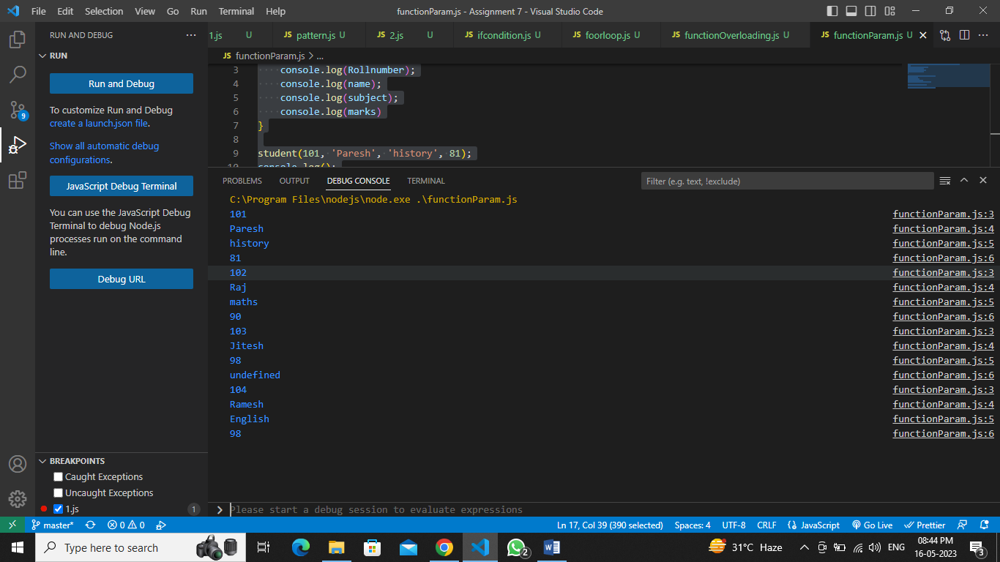 File Edit Selection View Go Run Terminal Help functionParam.js - Assignment 7 - Visual Studio Code
RUN AND DEBUG ···
1.js U JS pattern.js U JS 2.js U JS ifcondition.js U JS foorloop.js U JS functionOverloading.js U JS functionParam.js U
RUN
JS functionParam.js > ...
Run and Debug
To customize Run and Debug
create a launch.json file.
Show all automatic debug
configurations.
JavaScript Debug Terminal
You can use the JavaScript Debug
Terminal to debug Node.js
processes run on the command
line.
Debug URL
3 console.log(Rollnumber);
4 console.log(name);
5 console.log(subject);
6 console.log(marks)
7 }
8
9 student(101, 'Paresh', 'history', 81);
10 console.log();
PROBLEMS OUTPUT DEBUG CONSOLE TERMINAL Filter (e.g. text, !exclude)
C:\Program Files\nodejs\node.exe .\functionParam.js
101 functionParam.js:3
Paresh functionParam.js:4
history functionParam.js:5
81 functionParam.js:6
102 functionParam.js:3
Raj functionParam.js:4
maths functionParam.js:5
90 functionParam.js:6
103 functionParam.js:3
Jitesh functionParam.js:4
98 functionParam.js:5
undefined functionParam.js:6
104 functionParam.js:3
Ramesh functionParam.js:4
English functionParam.js:5
98 functionParam.js:6
9
BREAKPOINTS
Caught Exceptions
Uncaught Exceptions
1.js 1
Please start a debug session to evaluate expressions
master* 0 0 Ln 17, Col 39 (390 selected) Spaces: 4 UTF-8 CRLF {} JavaScript Go Live Prettier
Type here to search 2 W 31°C Haze ENG 08:44 PM
16-05-2023 3